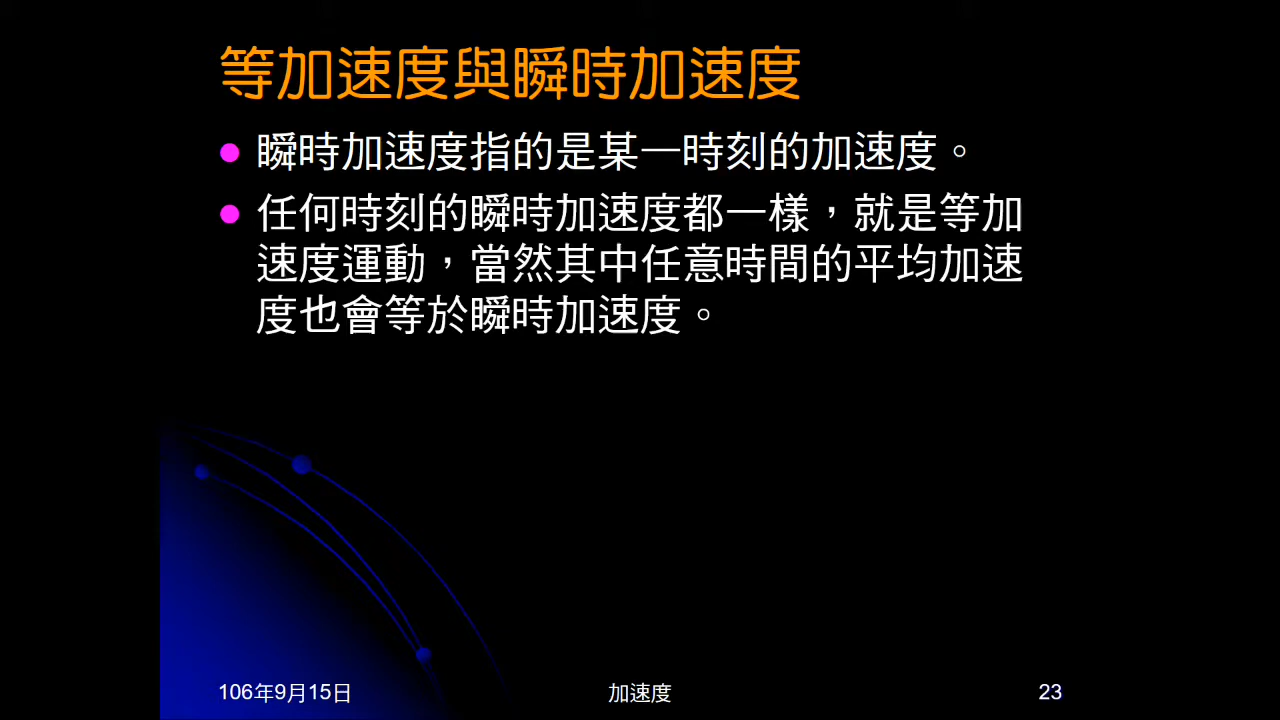 等加速度與瞬時加速度
瞬時加速度指的是某一時刻的加速度。
任何時刻的瞬時加速度都一樣，就是等加
速度運動，當然其中任意時間的平均加速
度也會等於瞬時加速度。
106年9月15日
加速度
23